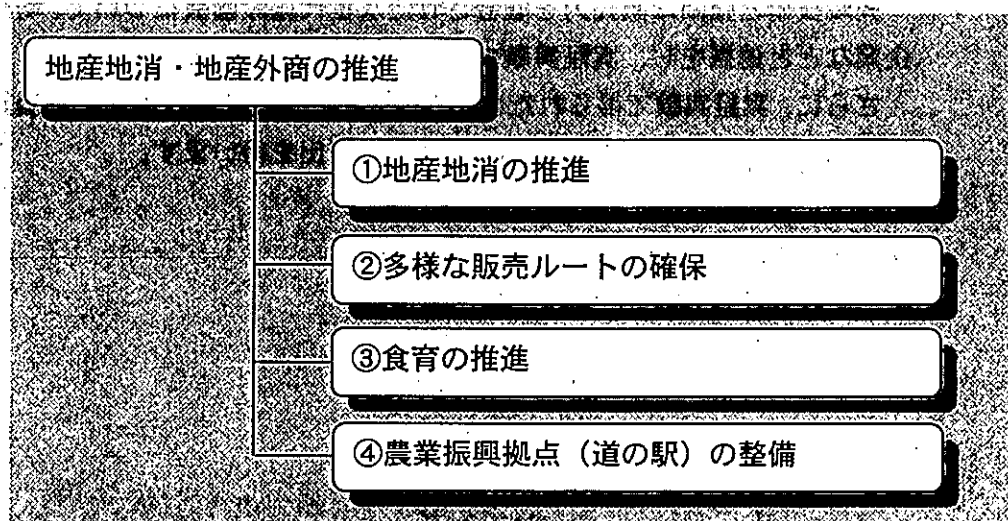 地産地消・地産外商の推進
①地産地消の推進
②多様な販売ルートの確保
③食育の推進
④農業振興拠点(道の駅)の整備